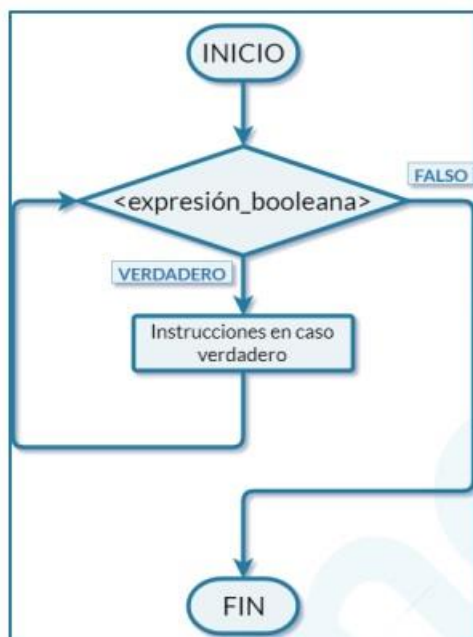 INICIO
FALSO
<expresión_booleana>
VERDADERO
Instrucciones en caso
verdadero
FIN